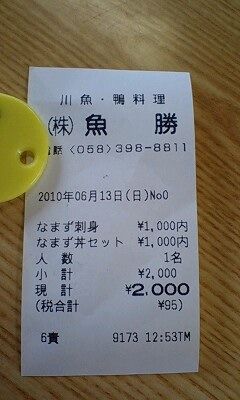 川魚・鴨料理
(株) 魚 勝
電話 (058)398-8811
2010年06月13日(日)No0
なまず刺身 ¥1,000内
なまず丼セット ¥1,000内
人 数 1名
小 計 ¥2,000
現 計 ¥2,000
(税合計 ¥95)
6責 9173 12:53TM